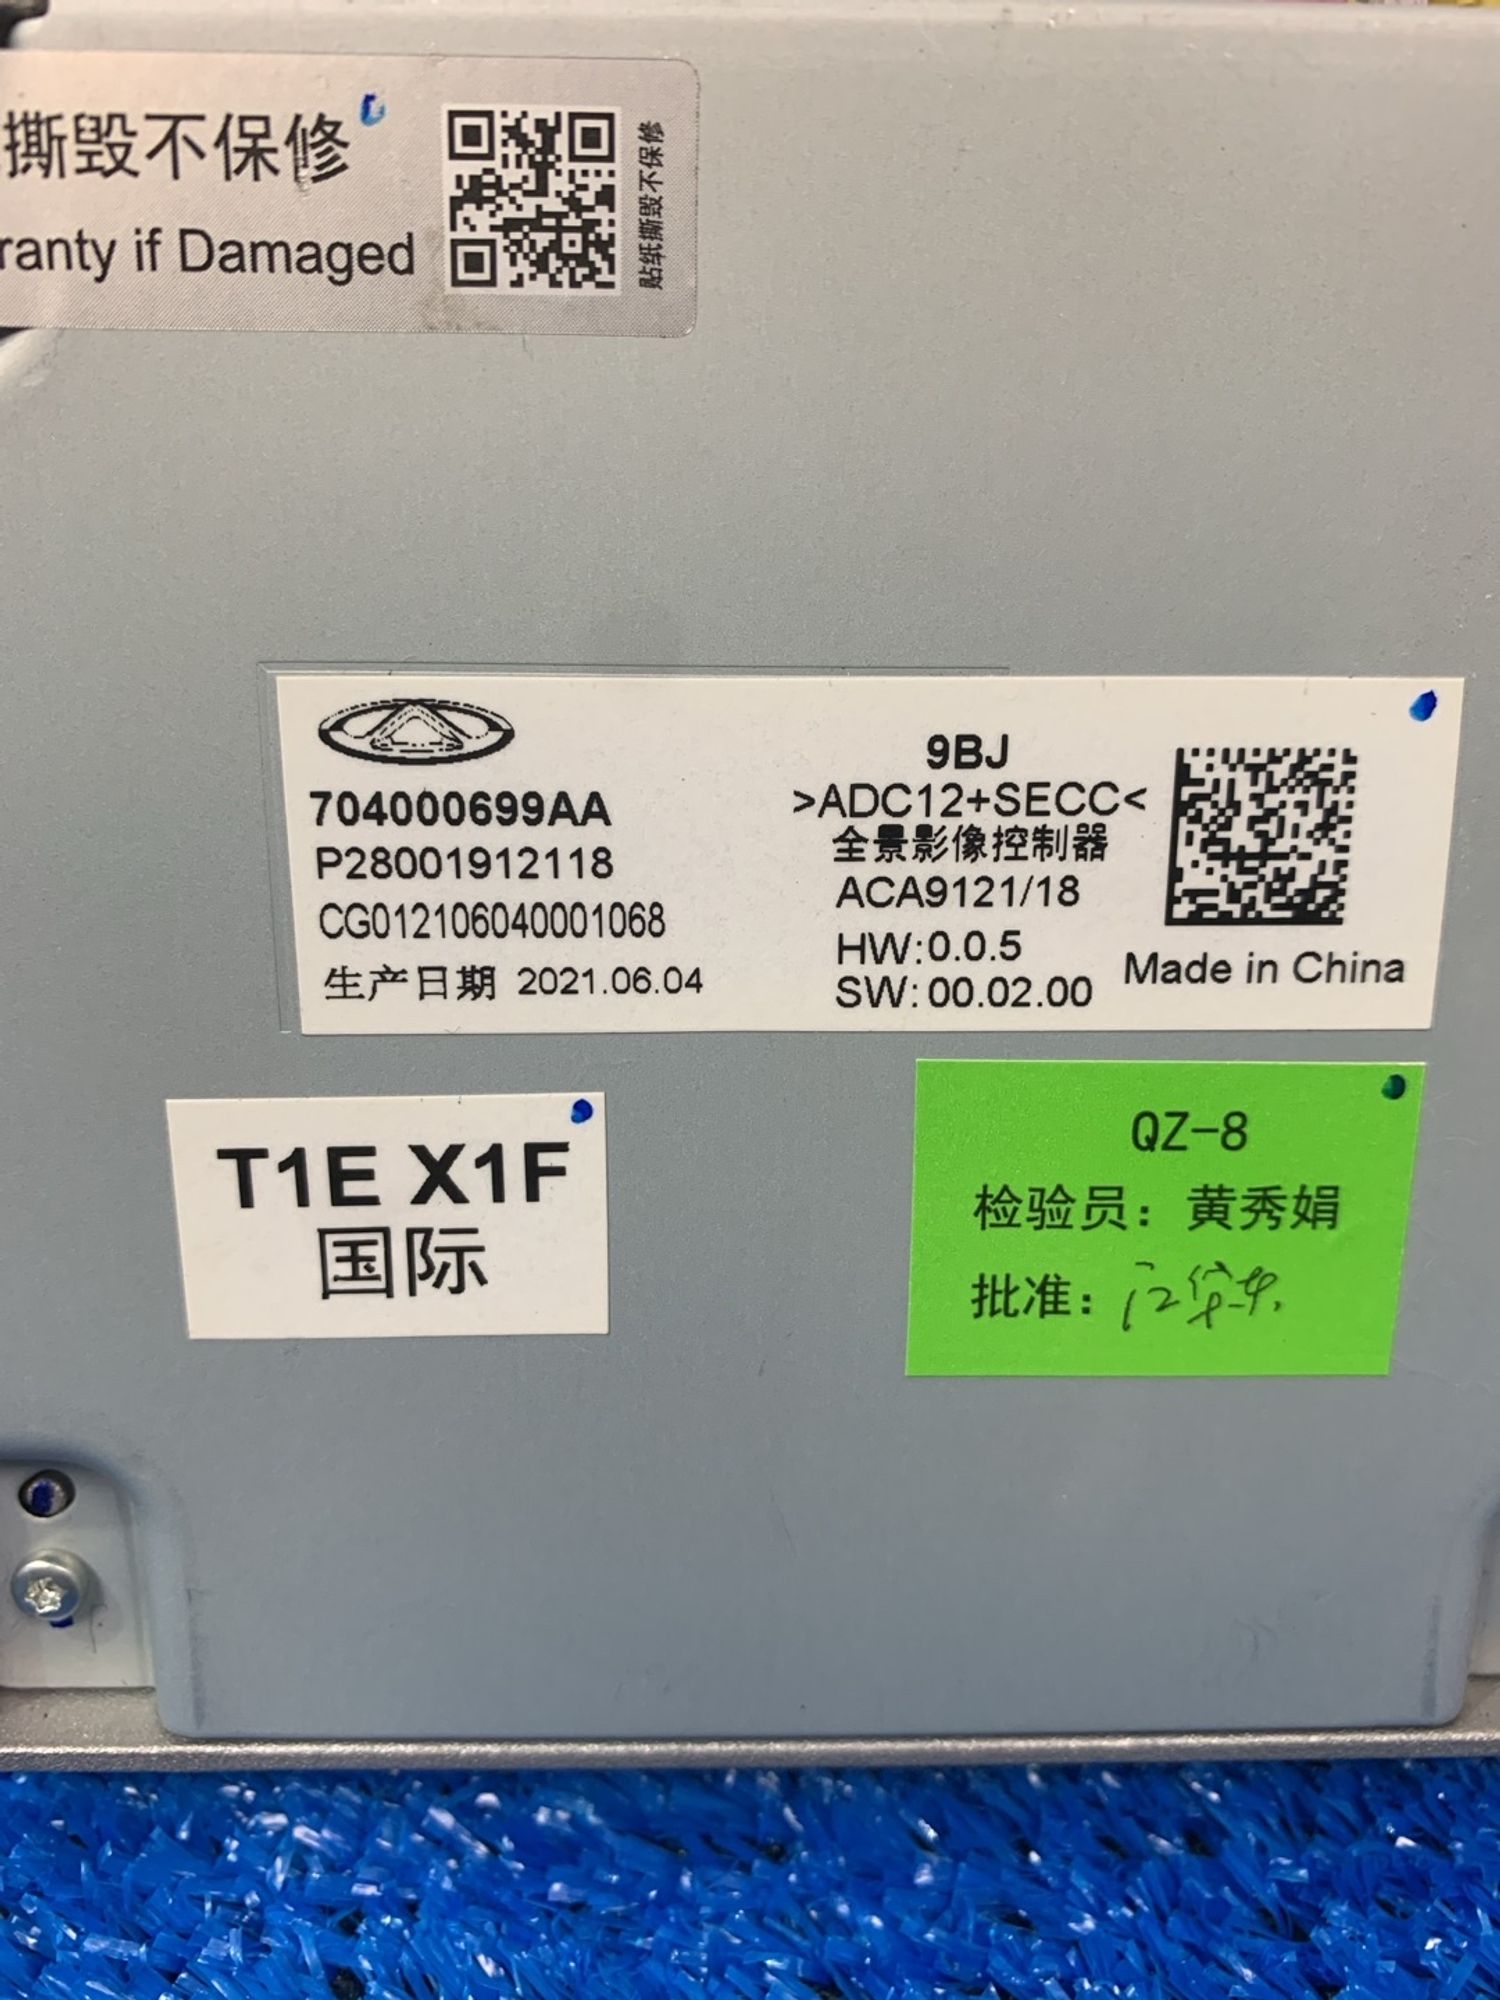 撕毁不保修
ranty if Damaged
贴纸撕毁不保修
704000699AA
P28001912118
CG012106040001068
生产日期 2021.06.04
9BJ
>ADC12+SECC<
全景影像控制器
ACA9121/18
HW:0.0.5
SW:00.02.00
Made in China
T1E X1F
国际
QZ-8
检验员：黄秀娟
批准：